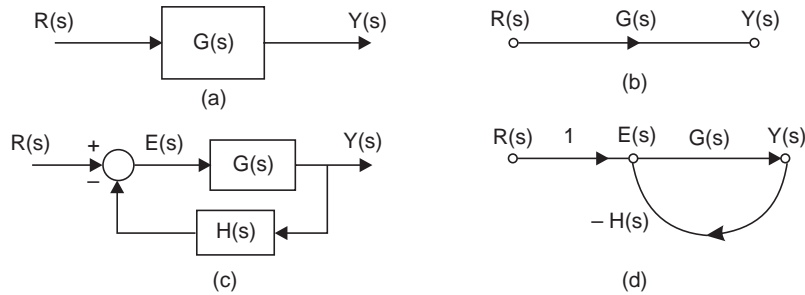 R(s) G(s) Y(s)
(a)
R(s) G(s) Y(s)
(b)
R(s) + E(s) G(s) Y(s)
–
H(s)
(c)
R(s) 1 E(s) G(s) Y(s)
– H(s)
(d)